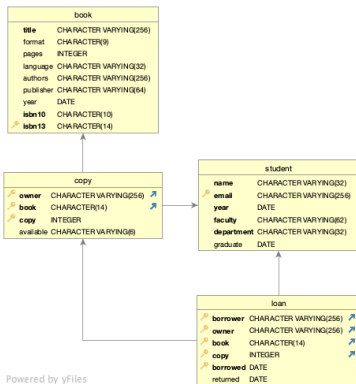 book
title CHARACTER VARYING(256)
format CHARACTER(9)
pages INTEGER
language CHARACTER VARYING(32)
authors CHARACTER VARYING(256)
publisher CHARACTER VARYING(64)
year DATE
isbn10 CHARACTER(10)
isbn13 CHARACTER(14)
copy
owner CHARACTER VARYING(256)
book CHARACTER(14)
copy INTEGER
available CHARACTER VARYING(6)
student
name CHARACTER VARYING(32)
email CHARACTER VARYING(256)
year DATE
faculty CHARACTER VARYING(62)
department CHARACTER VARYING(32)
graduate DATE
loan
borrower CHARACTER VARYING(256)
owner CHARACTER VARYING(256)
book CHARACTER(14)
copy INTEGER
borrowed DATE
returned DATE
Powered by yFiles